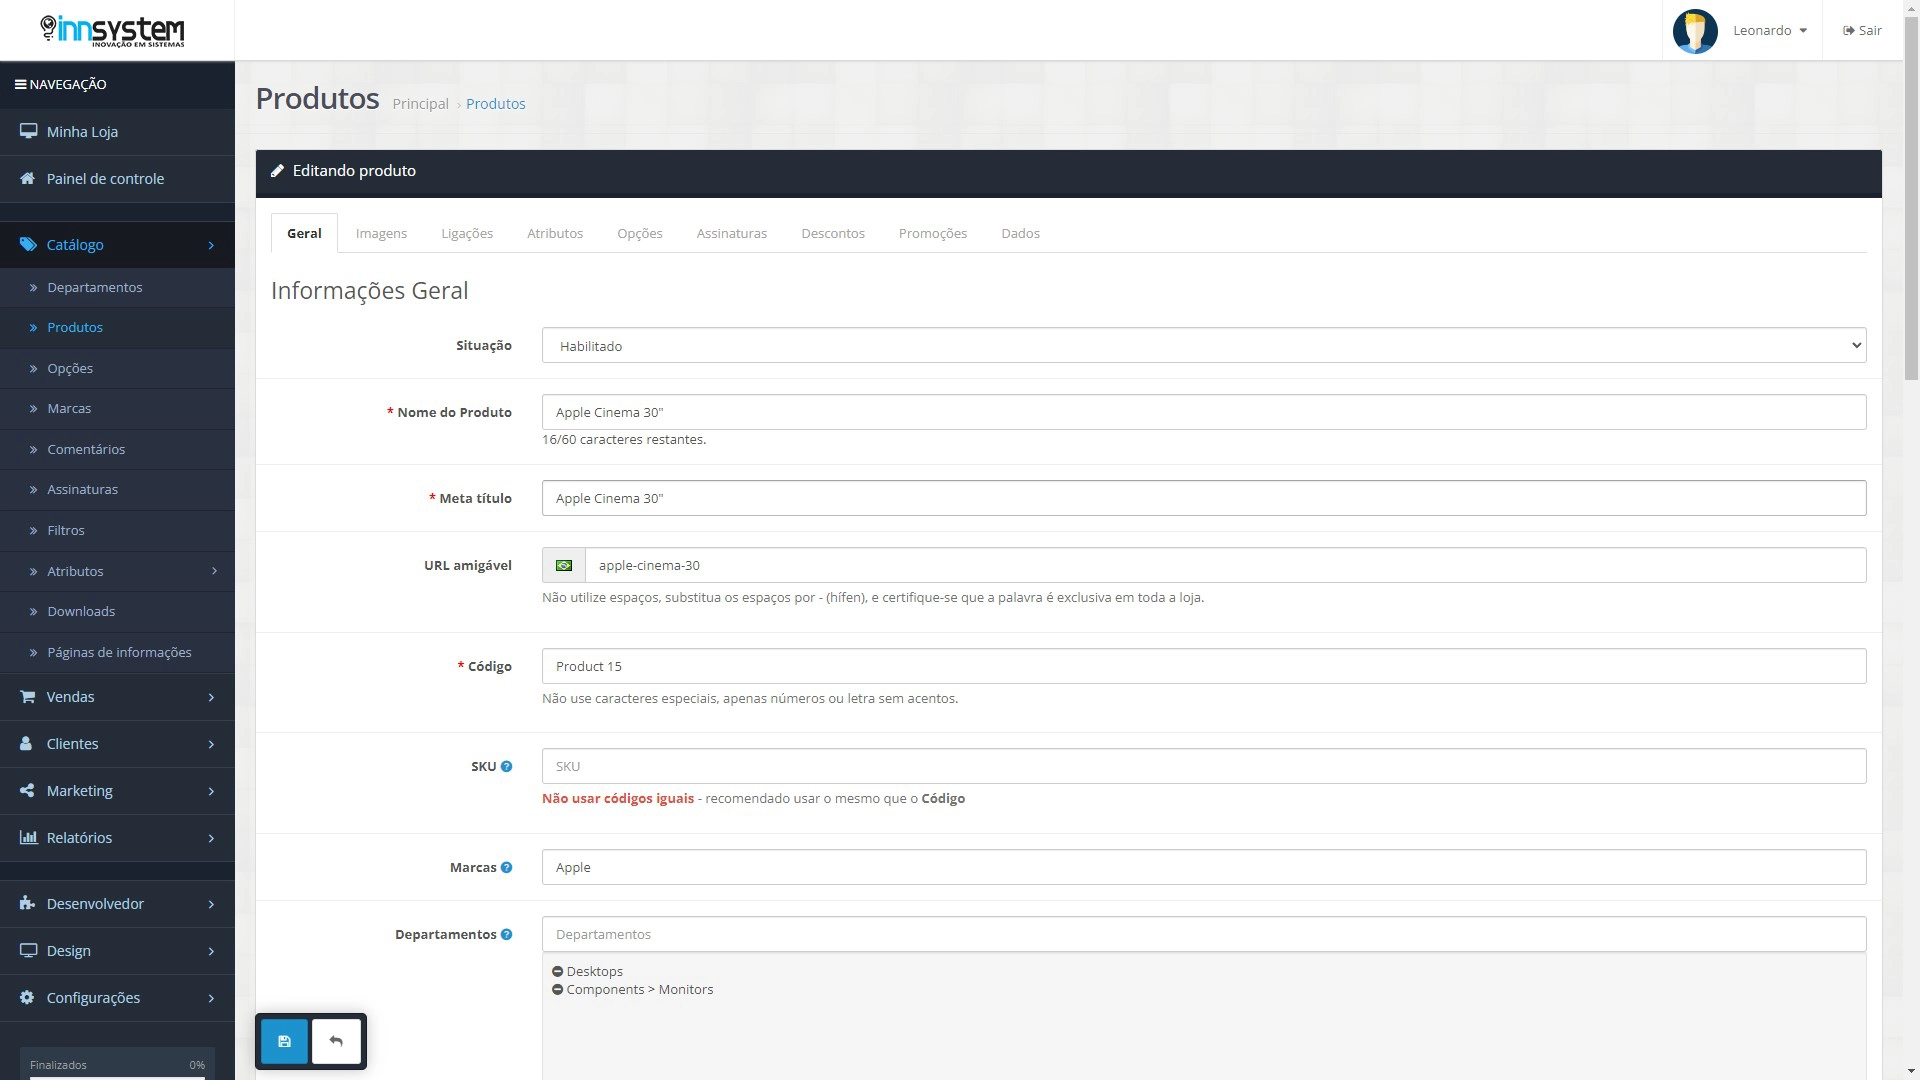 innsystem
INOVAÇÃO EM SISTEMAS
Leonardo
Sair
NAVEGAÇÃO
Minha Loja
Painel de controle
Catálogo
Departamentos
Produtos
Opções
Marcas
Comentários
Assinaturas
Filtros
Atributos
Downloads
Páginas de informações
Vendas
Clientes
Marketing
Relatórios
Desenvolvedor
Design
Configurações
Finalizados 0%
Produtos Principal › Produtos
Editando produto
Geral Imagens Ligações Atributos Opções Assinaturas Descontos Promoções Dados
Informações Geral
Situação Habilitado
* Nome do Produto Apple Cinema 30"
16/60 caracteres restantes.
* Meta título Apple Cinema 30"
URL amigável apple-cinema-30
Não utilize espaços, substitua os espaços por - (hífen), e certifique-se que a palavra é exclusiva em toda a loja.
* Código Product 15
Não use caracteres especiais, apenas números ou letra sem acentos.
SKU ? SKU
Não usar códigos iguais - recomendado usar o mesmo que o Código
Marcas ? Apple
Departamentos ? Departamentos
Desktops
Components > Monitors